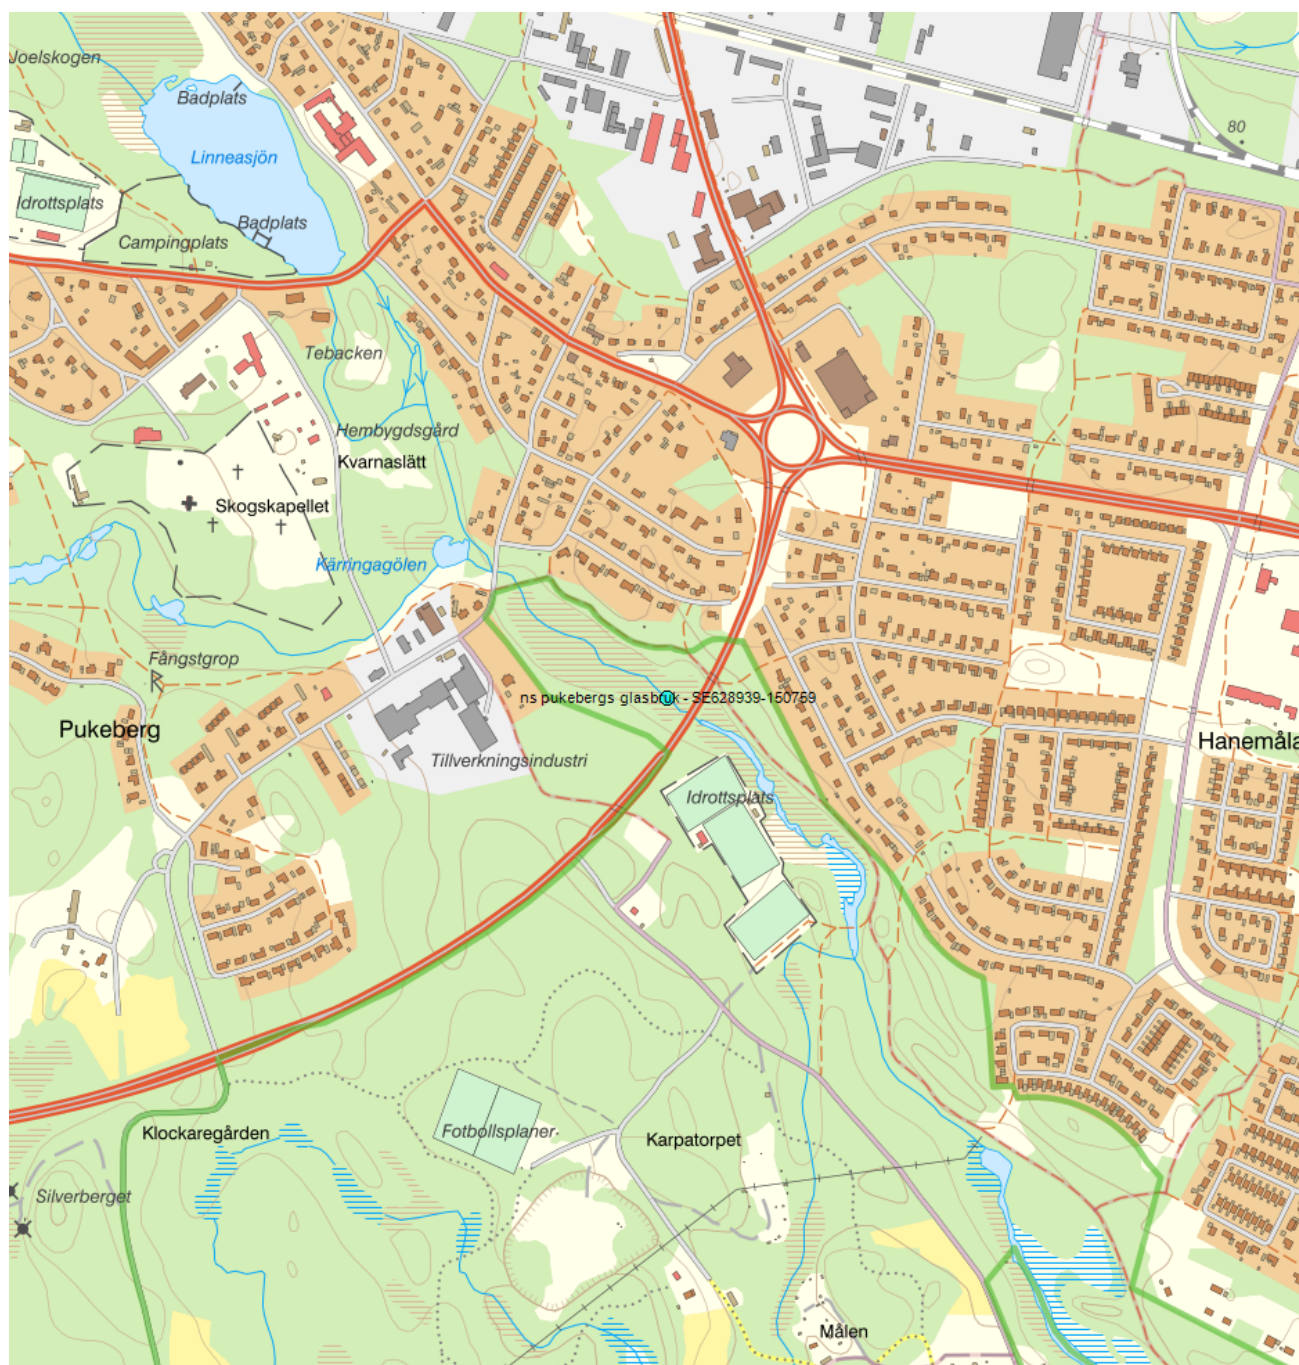 Joelskogen
Badplats
80
Linneasjön
Idrottsplats
Badplats
Campingplats
Tebacken
Hembygdsgård
Kvarnaslätt
Skogskapellet
Kärringagölen
Fångstgrop
ns pukebergs glasbruk - SE628939-150759
Pukeberg
Hanemåla
Tillverkningsindustri
Idrottsplats
Klockaregården
Fotbollsplaner
Karpatorpet
Silverberget
Målen